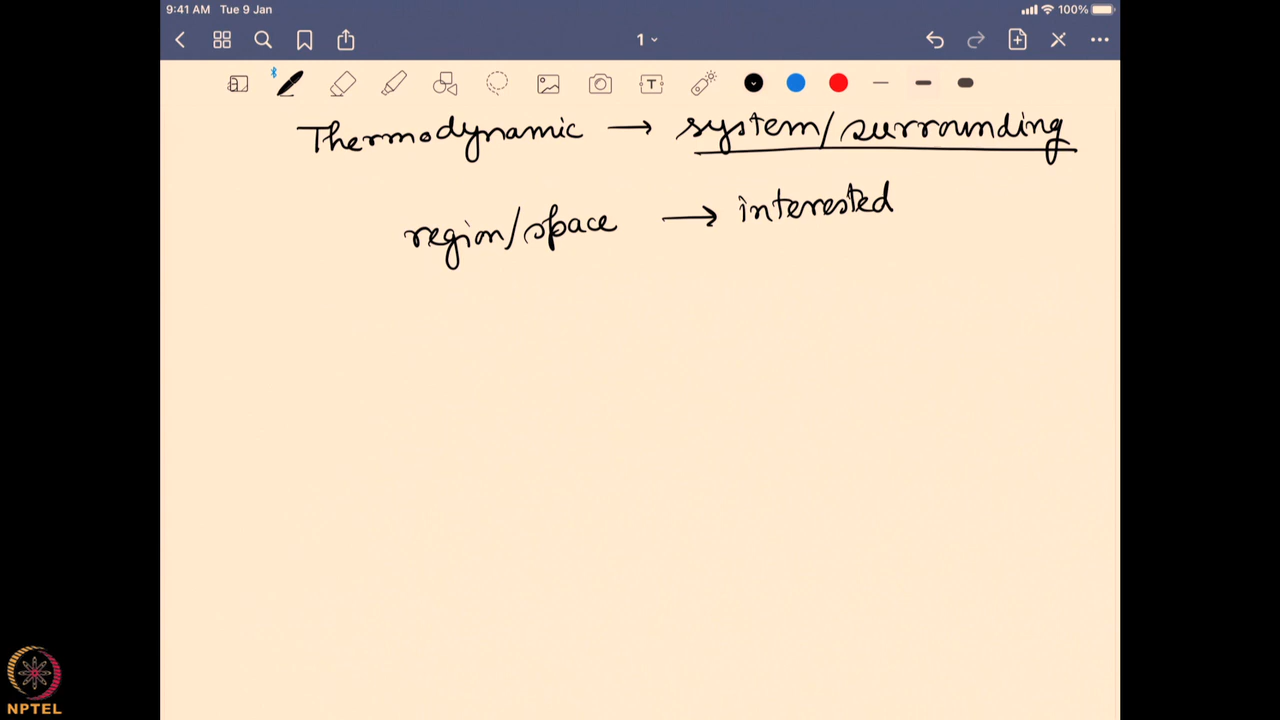 9:41 AM Tue 9 Jan 100%
1
T
Thermodynamic → system/surrounding
region/space → interested
NPTEL